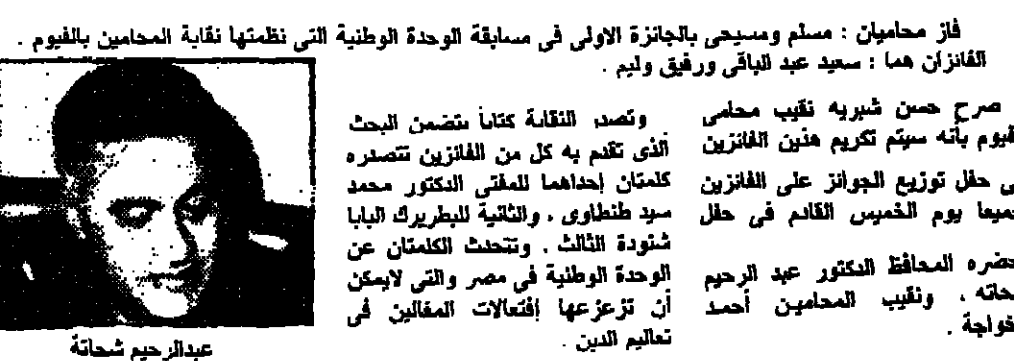 فاز محاميان : مسلم ومسيحى بالجائزة الاولى فى مسابقة الوحدة الوطنية التى نظمتها نقابة المحامين بالفيوم .
الفائزان هما : سعيد عبد الباقى ورفيق وليم .
صرح حسن شبريه نقيب محامى
فيوم بأنه سيتم تكريم هذين الفائزين
ى حفل توزيع الجوائز على الفائزين
جميعا يوم الخميس القادم فى حفل
حضره المحافظ الدكتور عبد الرحيم
حاته ، ونقيب المحامين أحمد
خواجة .
وتصدر النقابة كتابا يتضمن البحث
الذى تقدم به كل من الفائزين تتصدره
كلمتان إحداهما للمفتى الدكتور محمد
سيد طنطاوى ، والثانية للبطريرك البابا
شنودة الثالث . وتتحدث الكلمتان عن
الوحدة الوطنية فى مصر والتى لايمكن
أن تزعزعها إفتعالات المغالين فى
تعاليم الدين .
عبدالرحيم شحاتة